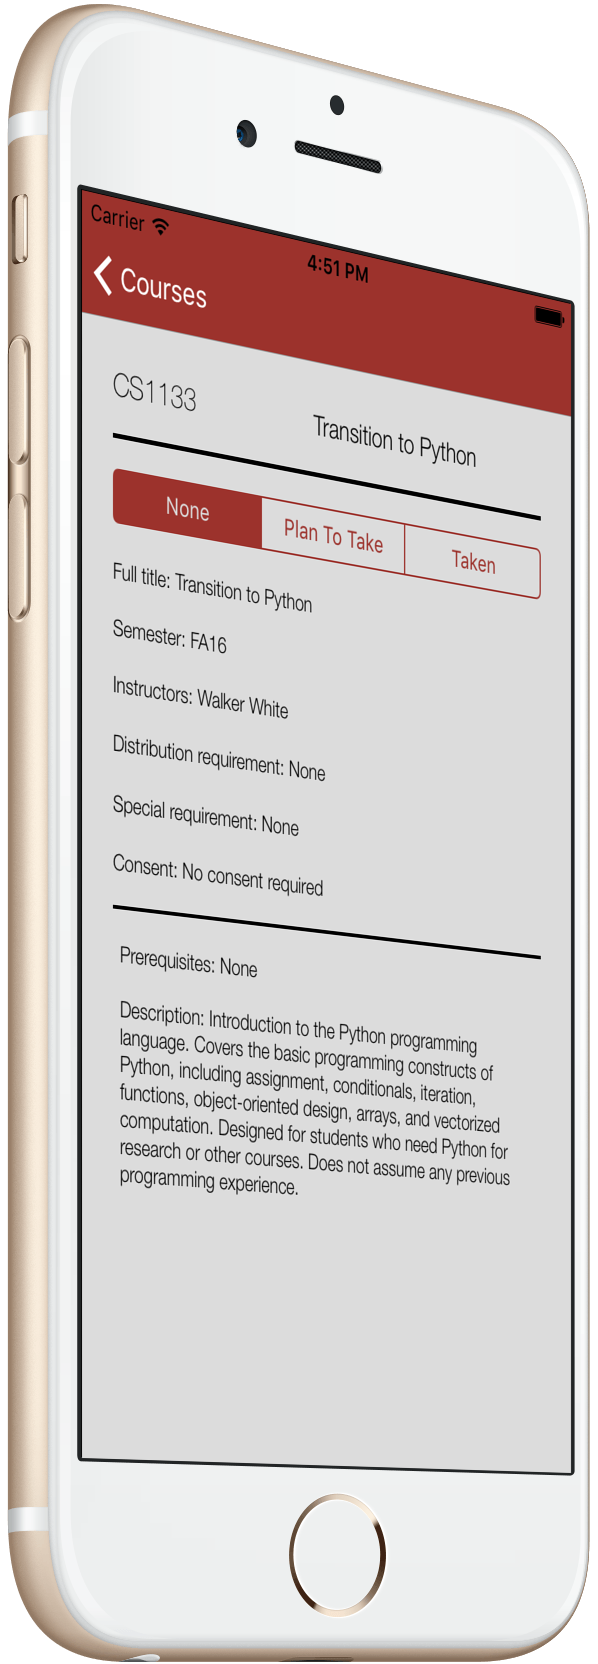 Carrier
4:51 PM
Courses
CS1133
Transition to Python
None
Plan To Take
Taken
Full title: Transition to Python
Semester: FA16
Instructors: Walker White
Distribution requirement: None
Special requirement: None
Consent: No consent required
Prerequisites: None
Description: Introduction to the Python programming
language. Covers the basic programming constructs of
Python, including assignment, conditionals, iteration,
functions, object-oriented design, arrays, and vectorized
computation. Designed for students who need Python for
research or other courses. Does not assume any previous
programming experience.